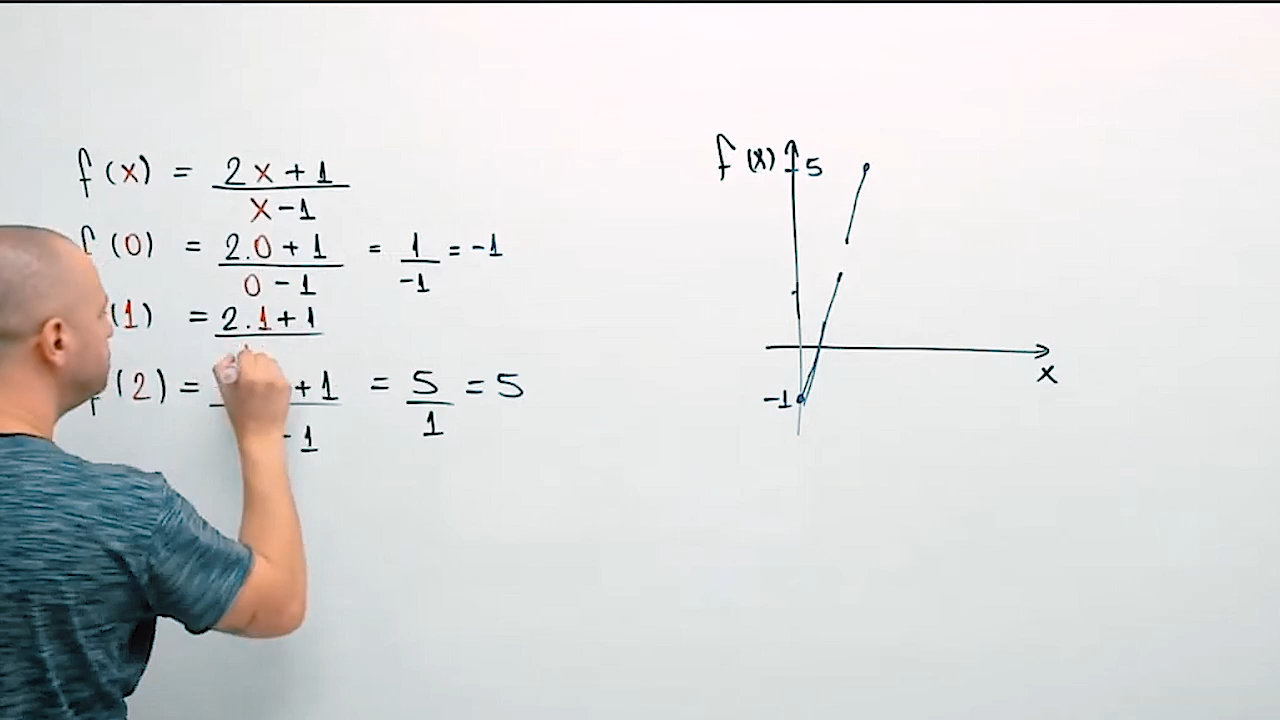 f(x) = 2x+1
x-1
f(0) = 2.0+1 = 1 = -1
0-1 -1
(1) = 2.1+1
(2) = +1 = 5 = 5
-1 1
f(x) 5
x
-1